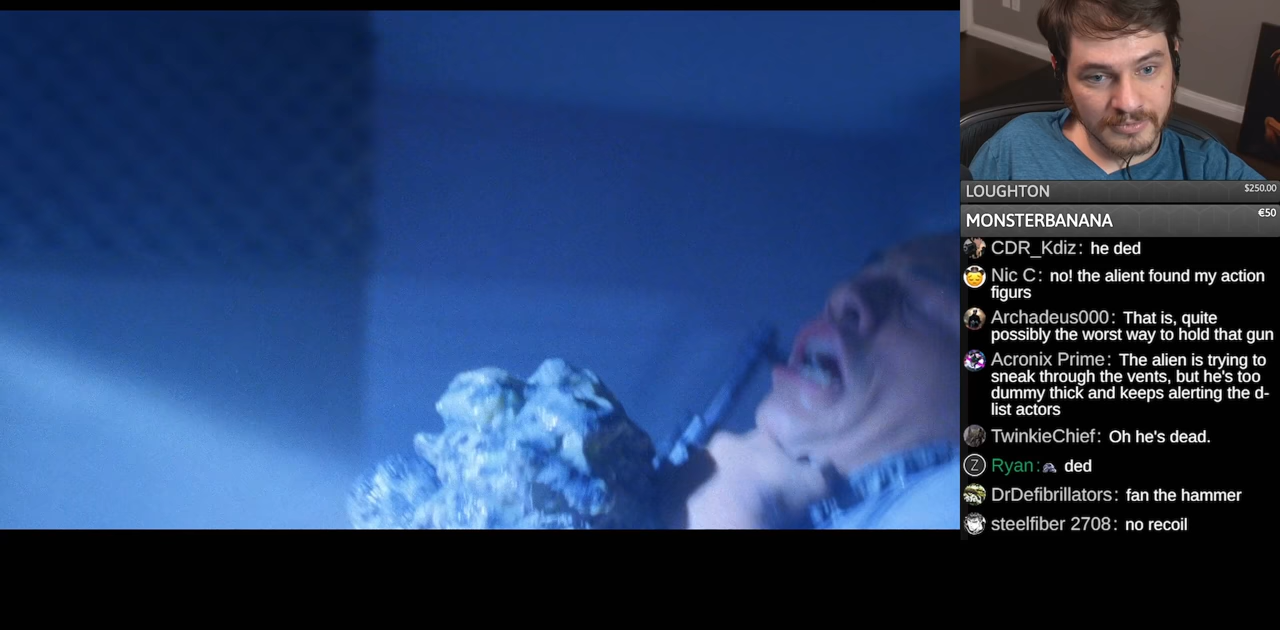 LOUGHTON $250.00
MONSTERBANANA €50
CDR_Kdiz: he ded
Nic C: no! the alient found my action
figurs
Archadeus000: That is, quite
possibly the worst way to hold that gun
Acronix Prime: The alien is trying to
sneak through the vents, but he's too
dummy thick and keeps alerting the d-
list actors
TwinkieChief: Oh he's dead.
Z Ryan: ded
DrDefibrillators: fan the hammer
steelfiber 2708: no recoil